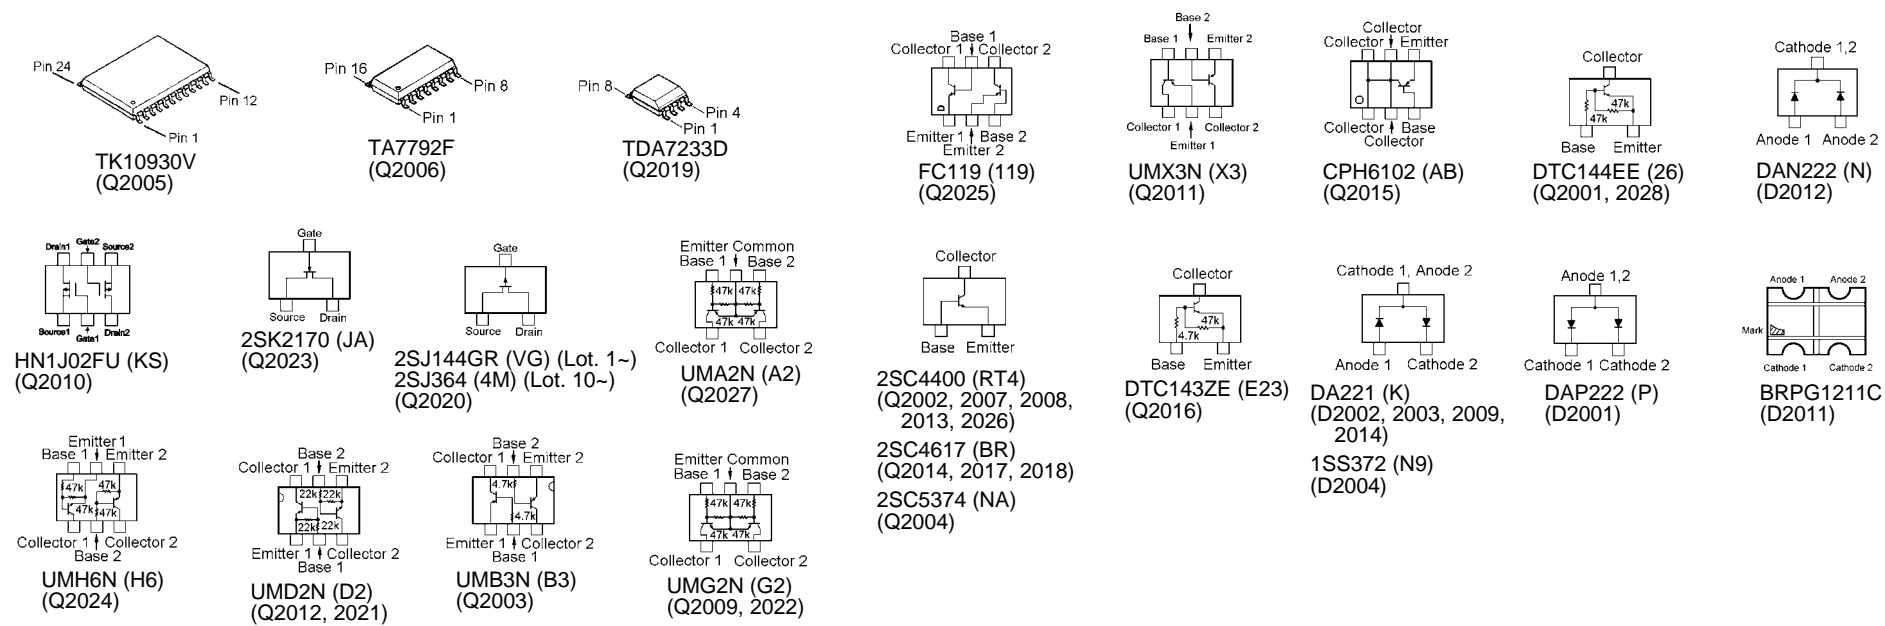 Pin 24
Pin 12
Pin 1
TK10930V
(Q2005)
Pin 16
Pin 8
Pin 1
TA7792F
(Q2006)
Pin 8
Pin 4
Pin 1
TDA7233D
(Q2019)
Base 1
Collector 1 Collector 2
D
Emitter 1 Base 2
Emitter 2
FC119 (119)
(Q2025)
Base 2
Base 1 Emitter 2
Collector 1 Collector 2
Emitter 1
UMX3N (X3)
(Q2011)
Collector
Collector Emitter
Collector Base
Collector
CPH6102 (AB)
(Q2015)
Collector
47k
47k
Base Emitter
DTC144EE (26)
(Q2001, 2028)
Cathode 1,2
Anode 1 Anode 2
DAN222 (N)
(D2012)
Drain1 Gate2 Source2
Source1 Gate1 Drain2
HN1J02FU (KS)
(Q2010)
Gate
Source Drain
2SK2170 (JA)
(Q2023)
Gate
Source Drain
2SJ144GR (VG) (Lot. 1~)
2SJ364 (4M) (Lot. 10~)
(Q2020)
Emitter Common
Base 1 Base 2
47k 47k
47k 47k
Collector 1 Collector 2
UMA2N (A2)
(Q2027)
Collector
Base Emitter
2SC4400 (RT4)
(Q2002, 2007, 2008,
2013, 2026)
2SC4617 (BR)
(Q2014, 2017, 2018)
2SC5374 (NA)
(Q2004)
Collector
47k
4.7k
Base Emitter
DTC143ZE (E23)
(Q2016)
Cathode 1, Anode 2
Anode 1 Cathode 2
DA221 (K)
(D2002, 2003, 2009,
2014)
1SS372 (N9)
(D2004)
Anode 1,2
Cathode 1 Cathode 2
DAP222 (P)
(D2001)
Anode 1 Anode 2
Mark
Cathode 1 Cathode 2
BRPG1211C
(D2011)
Emitter 1
Base 1 Emitter 2
47k 47k
47k 47k
Collector 1 Collector 2
Base 2
UMH6N (H6)
(Q2024)
Base 2
Collector 1 Emitter 2
22k 22k
22k 22k
Emitter 1 Collector 2
Base 1
UMD2N (D2)
(Q2012, 2021)
Base 2
Collector 1 Emitter 2
4.7k
4.7k
Emitter 1 Collector 2
Base 1
UMB3N (B3)
(Q2003)
Emitter Common
Base 1 Base 2
47k 47k
47k 47k
Collector 1 Collector 2
UMG2N (G2)
(Q2009, 2022)